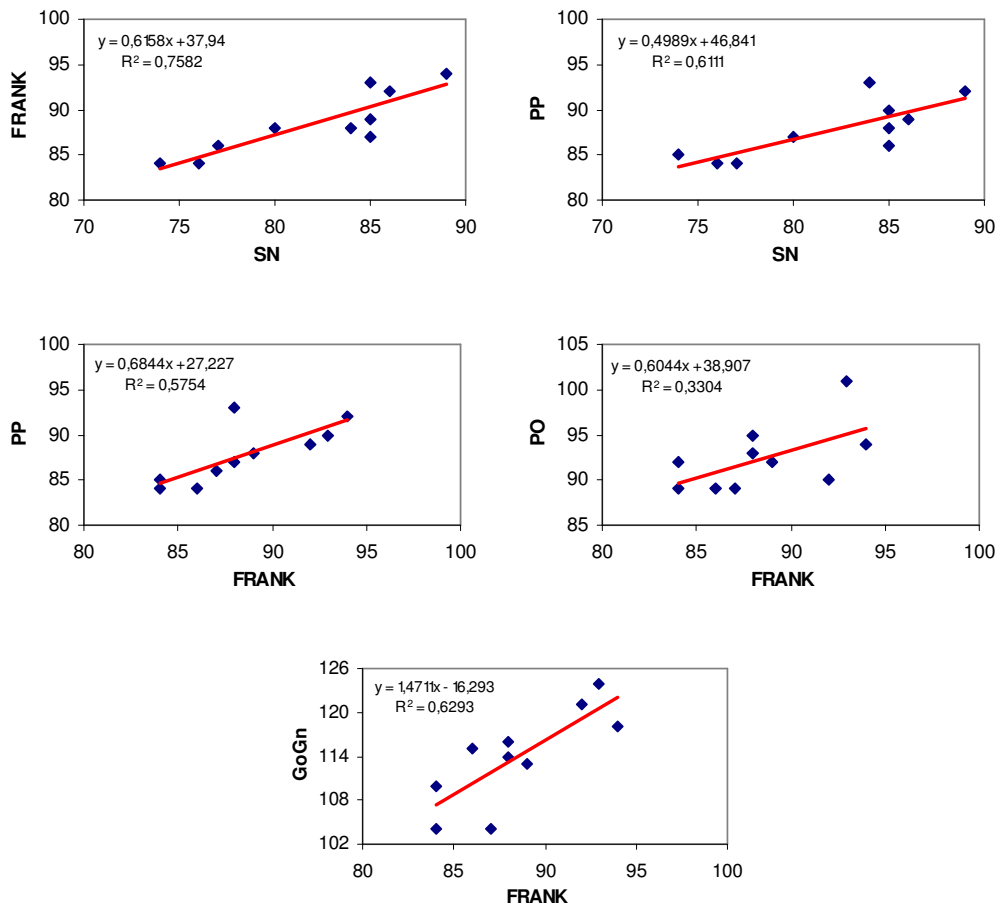 100
95
90
85
80
FRANK
y = 0,6158x + 37,94
R² = 0,7582
70
75
80
85
90
SN
100
95
90
85
80
PP
y = 0,4989x + 46,841
R² = 0,6111
70
75
80
85
90
SN
100
95
90
85
80
PP
y = 0,6844x + 27,227
R² = 0,5754
80
85
90
95
100
FRANK
105
100
95
90
85
PO
y = 0,6044x + 38,907
R² = 0,3304
80
85
90
95
100
FRANK
126
120
114
108
102
GoGn
y = 1,4711x - 16,293
R² = 0,6293
80
85
90
95
100
FRANK